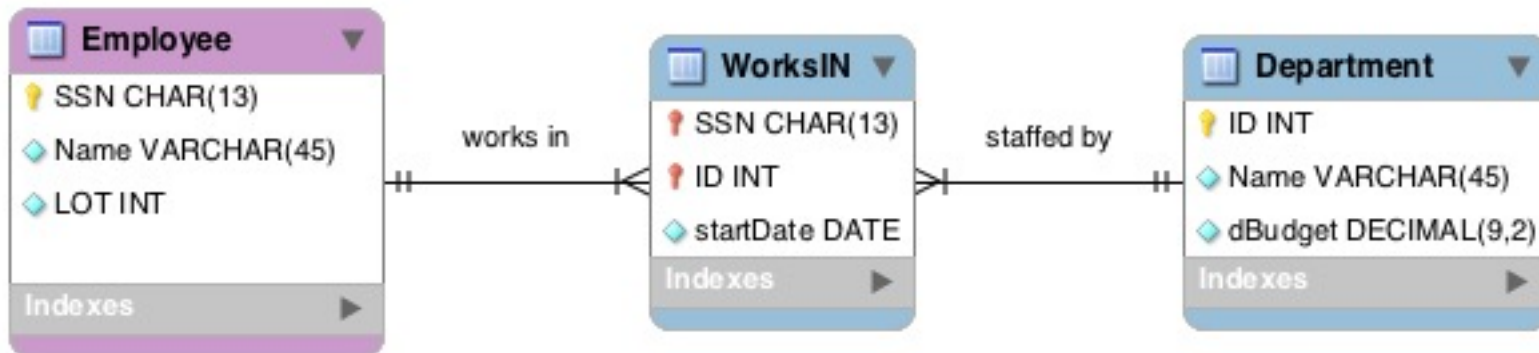 Employee
SSN CHAR(13)
Name VARCHAR(45)
LOT INT
Indexes
works in
WorksIN
SSN CHAR(13)
ID INT
startDate DATE
Indexes
staffed by
Department
ID INT
Name VARCHAR(45)
dBudget DECIMAL(9,2)
Indexes